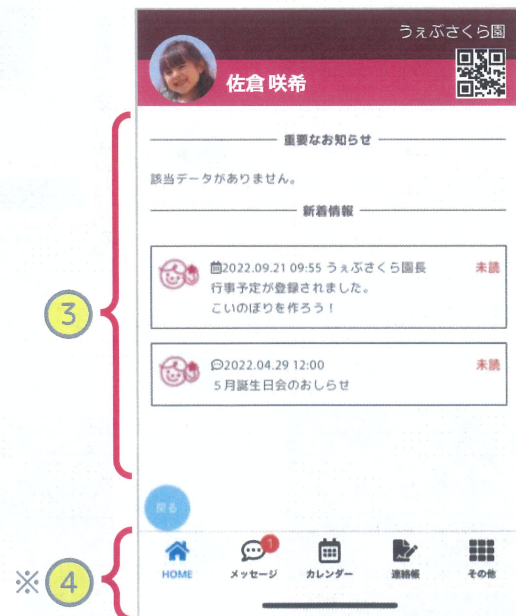 うぇぶさくら園
佐倉 咲希
重要なお知らせ
該当データがありません。
新着情報
2022.09.21 09:55 うぇぶさくら園長
未読
行事予定が登録されました。
こいのぼりを作ろう！
3
2022.04.29 12:00
未読
５月誕生日会のおしらせ
戻る
※ 4
1
HOME メッセージ カレンダー 連絡帳 その他